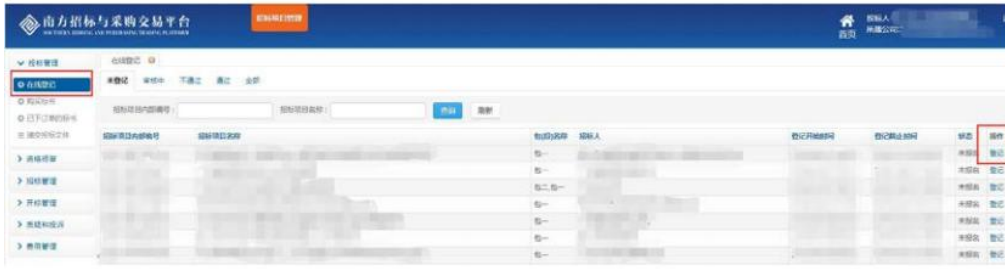 南方招标与采购交易平台
SOUTHERN BIDDING AND PURCHASING TRADING PLATFORM
招标项目管理
首页
投标人
所属公司:
投标管理
在线登记
购买标书
已下订单的标书
递交投标文件
资格预审
招标管理
开标管理
质疑和投诉
费用管理
在线登记
未登记 审核中 不通过 通过 全部
招标项目内部编号: 招标项目名称: 查询 刷新
招标项目内部编号 招标项目名称 包(段)名称 招标人 登记开始时间 登记截止时间 状态 操作
包一 未报名 登记
包一 未报名 登记
包二,包一 未报名 登记
包一 未报名 登记
包一 未报名 登记
包一 未报名 登记
包一 未报名 登记